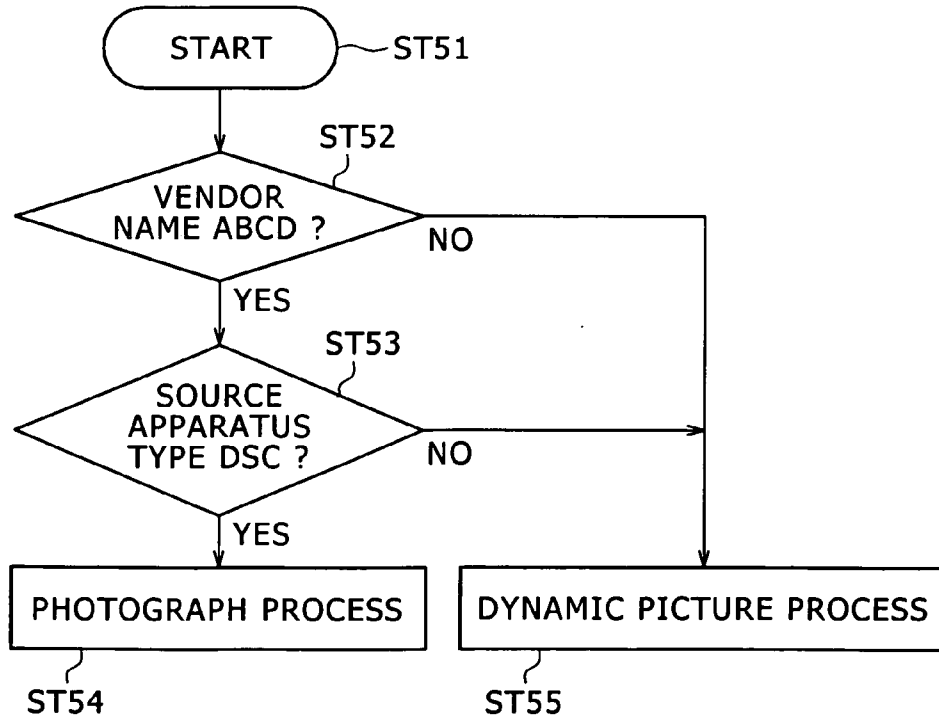 START
ST51
ST52
VENDOR
NAME ABCD ?
NO
YES
ST53
SOURCE
APPARATUS
TYPE DSC ?
NO
YES
PHOTOGRAPH PROCESS
DYNAMIC PICTURE PROCESS
ST54
ST55